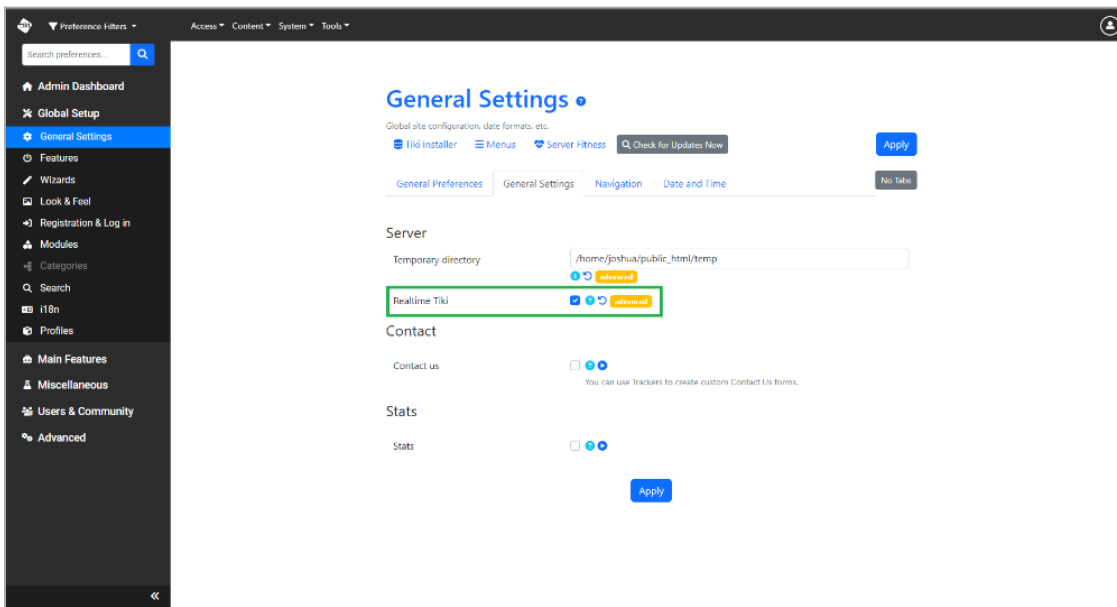 Preference Filters
Access Content System Tools
Search preferences...
Admin Dashboard
Global Setup
General Settings
Features
Wizards
Look & Feel
Registration & Log in
Modules
Categories
Search
i18n
Profiles
Main Features
Miscellaneous
Users & Community
Advanced
General Settings
Global site configuration, date formats, etc.
Tiki Installer Menus Server Fitness Check for Updates Now Apply
General Preferences General Settings Navigation Date and Time No Tabs
Server
Temporary directory /home/joshua/public_html/temp
advanced
Realtime Tiki advanced
Contact
Contact us
You can use Trackers to create custom Contact Us forms.
Stats
Stats
Apply